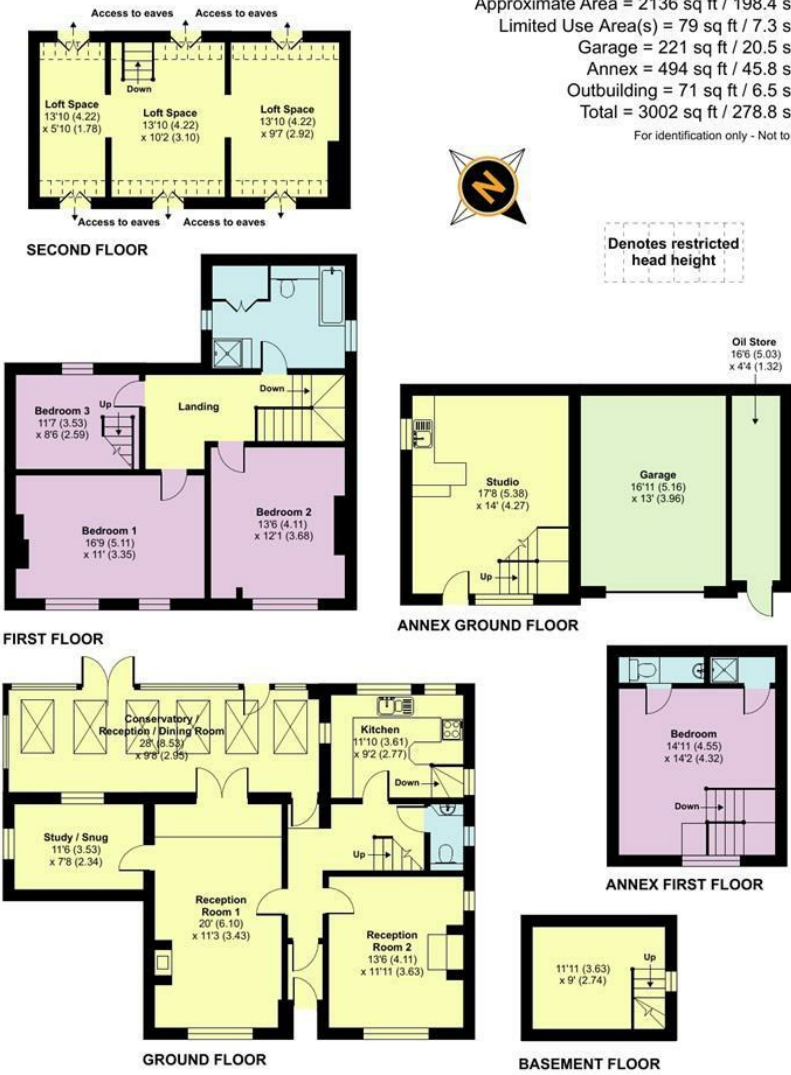 Approximate Area = 2136 sq ft / 198.4 s
Limited Use Area(s) = 79 sq ft / 7.3 s
Garage = 221 sq ft / 20.5 s
Annex = 494 sq ft / 45.8 s
Outbuilding = 71 sq ft / 6.5 s
Total = 3002 sq ft / 278.8 s
For identification only - Not to
Access to eaves
Access to eaves
Down
Loft Space
13'10 (4.22)
x 5'10 (1.78)
Loft Space
13'10 (4.22)
x 10'2 (3.10)
Loft Space
13'10 (4.22)
x 9'7 (2.92)
Access to eaves
Access to eaves
SECOND FLOOR
N
Denotes restricted
head height
Bedroom 3
11'7 (3.53)
x 8'6 (2.59)
Up
Landing
Down
Bedroom 1
16'9 (5.11)
x 11' (3.35)
Bedroom 2
13'6 (4.11)
x 12'1 (3.68)
FIRST FLOOR
Oil Store
16'6 (5.03)
x 4'4 (1.32)
Studio
17'8 (5.38)
x 14' (4.27)
Up
Garage
16'11 (5.16)
x 13' (3.96)
ANNEX GROUND FLOOR
Conservatory /
Reception / Dining Room
28' (8.53)
x 9'8 (2.95)
Kitchen
11'10 (3.61)
x 9'2 (2.77)
Down
Study / Snug
11'6 (3.53)
x 7'8 (2.34)
Up
Reception
Room 1
20' (6.10)
x 11'3 (3.43)
Reception
Room 2
13'6 (4.11)
x 11'11 (3.63)
GROUND FLOOR
Bedroom
14'11 (4.55)
x 14'2 (4.32)
Down
ANNEX FIRST FLOOR
11'11 (3.63)
x 9' (2.74)
Up
BASEMENT FLOOR